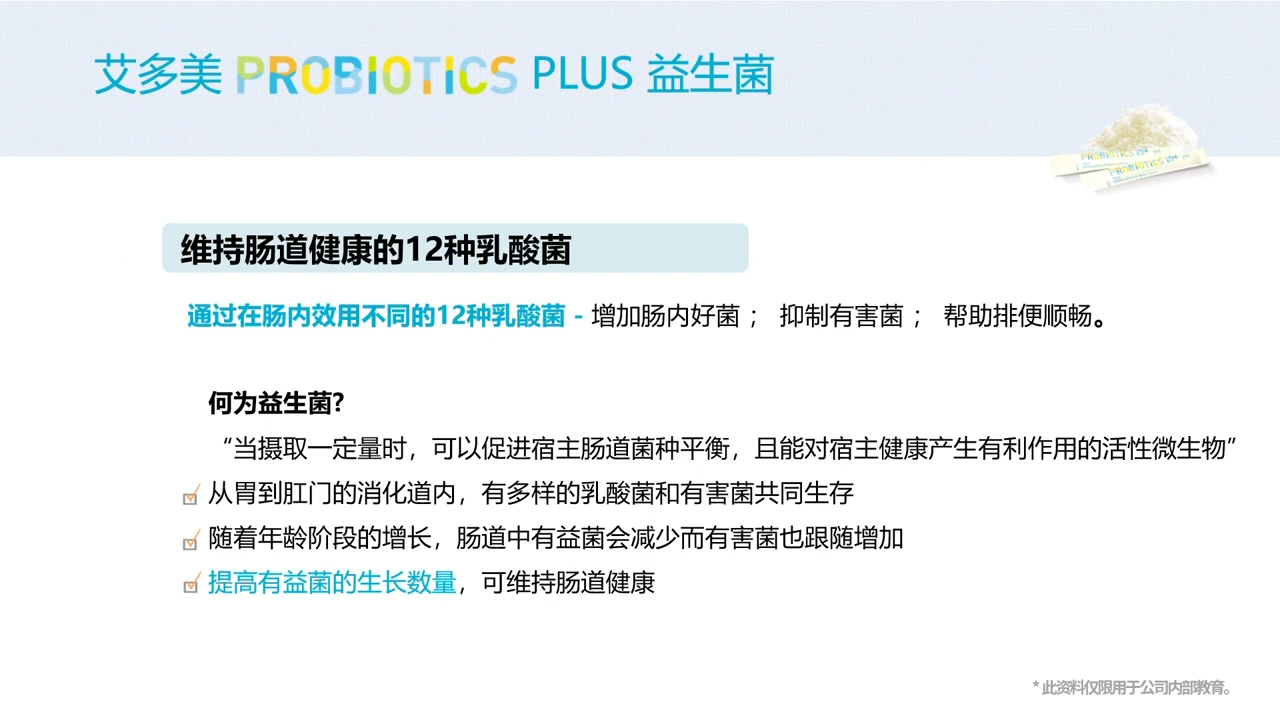 艾多美 PROBIOTICS PLUS 益生菌
PROBIOTICS 10+
PROBIOTICS 10+
维持肠道健康的12种乳酸菌
通过在肠内效用不同的12种乳酸菌 - 增加肠内好菌 ； 抑制有害菌 ； 帮助排便顺畅。
何为益生菌?
“当摄取一定量时，可以促进宿主肠道菌种平衡，且能对宿主健康产生有利作用的活性微生物”
从胃到肛门的消化道内，有多样的乳酸菌和有害菌共同生存
随着年龄阶段的增长，肠道中有益菌会减少而有害菌也跟随增加
提高有益菌的生长数量，可维持肠道健康
* 此资料仅限用于公司内部教育。